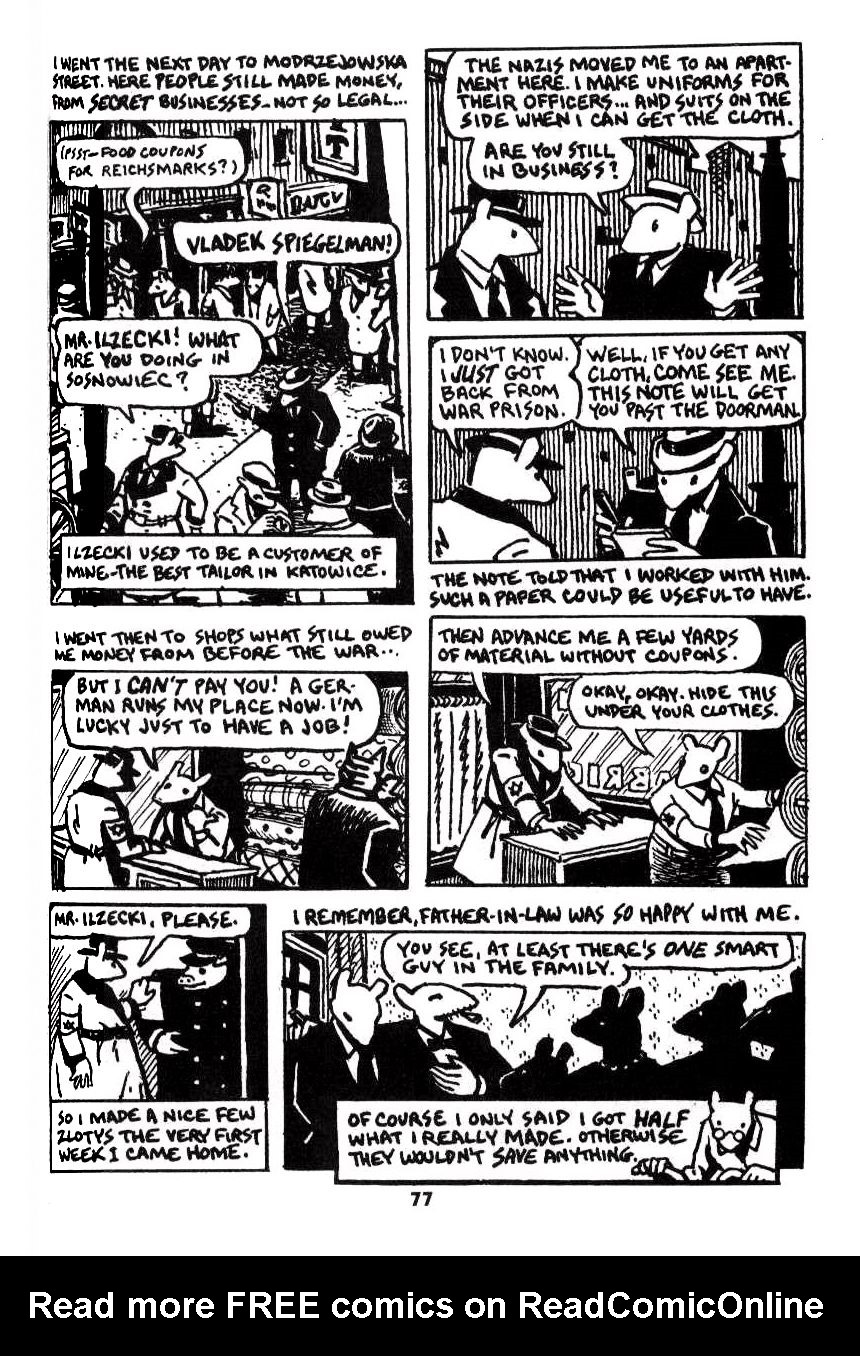 I WENT THE NEXT DAY TO MODRZEJOWSKA
STREET. HERE PEOPLE STILL MADE MONEY,
FROM SECRET BUSINESSES–NOT SO LEGAL...
(PSST–FOOD COUPONS
FOR REICHSMARKS?)
VLADEK SPIEGELMAN!
MR. ILZECKI! WHAT
ARE YOU DOING IN
SOSNOWIEC?
ILZECKI USED TO BE A CUSTOMER OF
MINE–THE BEST TAILOR IN KATOWICE.
THE NAZIS MOVED ME TO AN APART-
MENT HERE. I MAKE UNIFORMS FOR
THEIR OFFICERS... AND SUITS ON THE
SIDE WHEN I CAN GET THE CLOTH.
ARE YOU STILL
IN BUSINESS?
I DON'T KNOW.
I JUST GOT
BACK FROM
WAR PRISON.
WELL, IF YOU GET ANY
CLOTH, COME SEE ME.
THIS NOTE WILL GET
YOU PAST THE DOORMAN.
THE NOTE TOLD THAT I WORKED WITH HIM.
SUCH A PAPER COULD BE USEFUL TO HAVE.
I WENT THEN TO SHOPS WHAT STILL OWED
ME MONEY FROM BEFORE THE WAR...
BUT I CAN'T PAY YOU! A GER-
MAN RUNS MY PLACE NOW. I'M
LUCKY JUST TO HAVE A JOB!
THEN ADVANCE ME A FEW YARDS
OF MATERIAL WITHOUT COUPONS.
OKAY, OKAY. HIDE THIS
UNDER YOUR CLOTHES.
MR. ILZECKI, PLEASE.
SO I MADE A NICE FEW
ZLOTYS THE VERY FIRST
WEEK I CAME HOME.
I REMEMBER, FATHER-IN-LAW WAS SO HAPPY WITH ME.
YOU SEE, AT LEAST THERE'S ONE SMART
GUY IN THE FAMILY.
OF COURSE I ONLY SAID I GOT HALF
WHAT I REALLY MADE. OTHERWISE
THEY WOULDN'T SAVE ANYTHING.
77
Read more FREE comics on ReadComicOnline